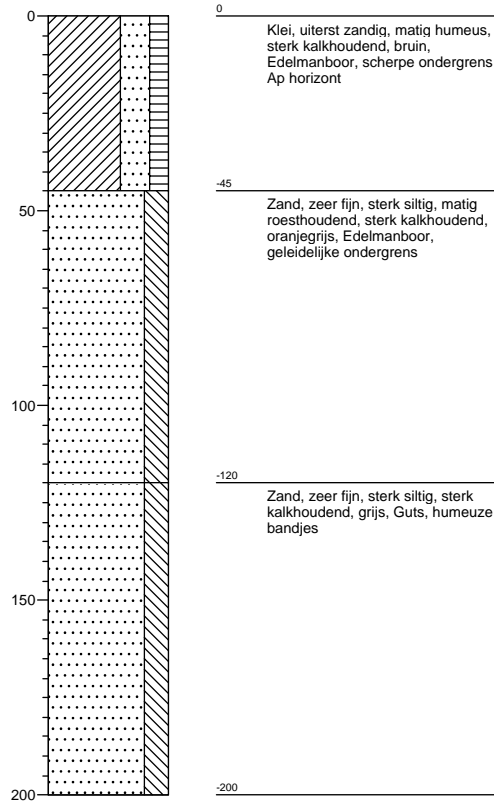 0
0
Klei, uiterst zandig, matig humeus,
sterk kalkhoudend, bruin,
Edelmanboor, scherpe ondergrens
Ap horizont
-45
50
Zand, zeer fijn, sterk siltig, matig
roesthoudend, sterk kalkhoudend,
oranjegrijs, Edelmanboor,
geleidelijke ondergrens
100
-120
Zand, zeer fijn, sterk siltig, sterk
kalkhoudend, grijs, Guts, humeuze
bandjes
150
200
-200